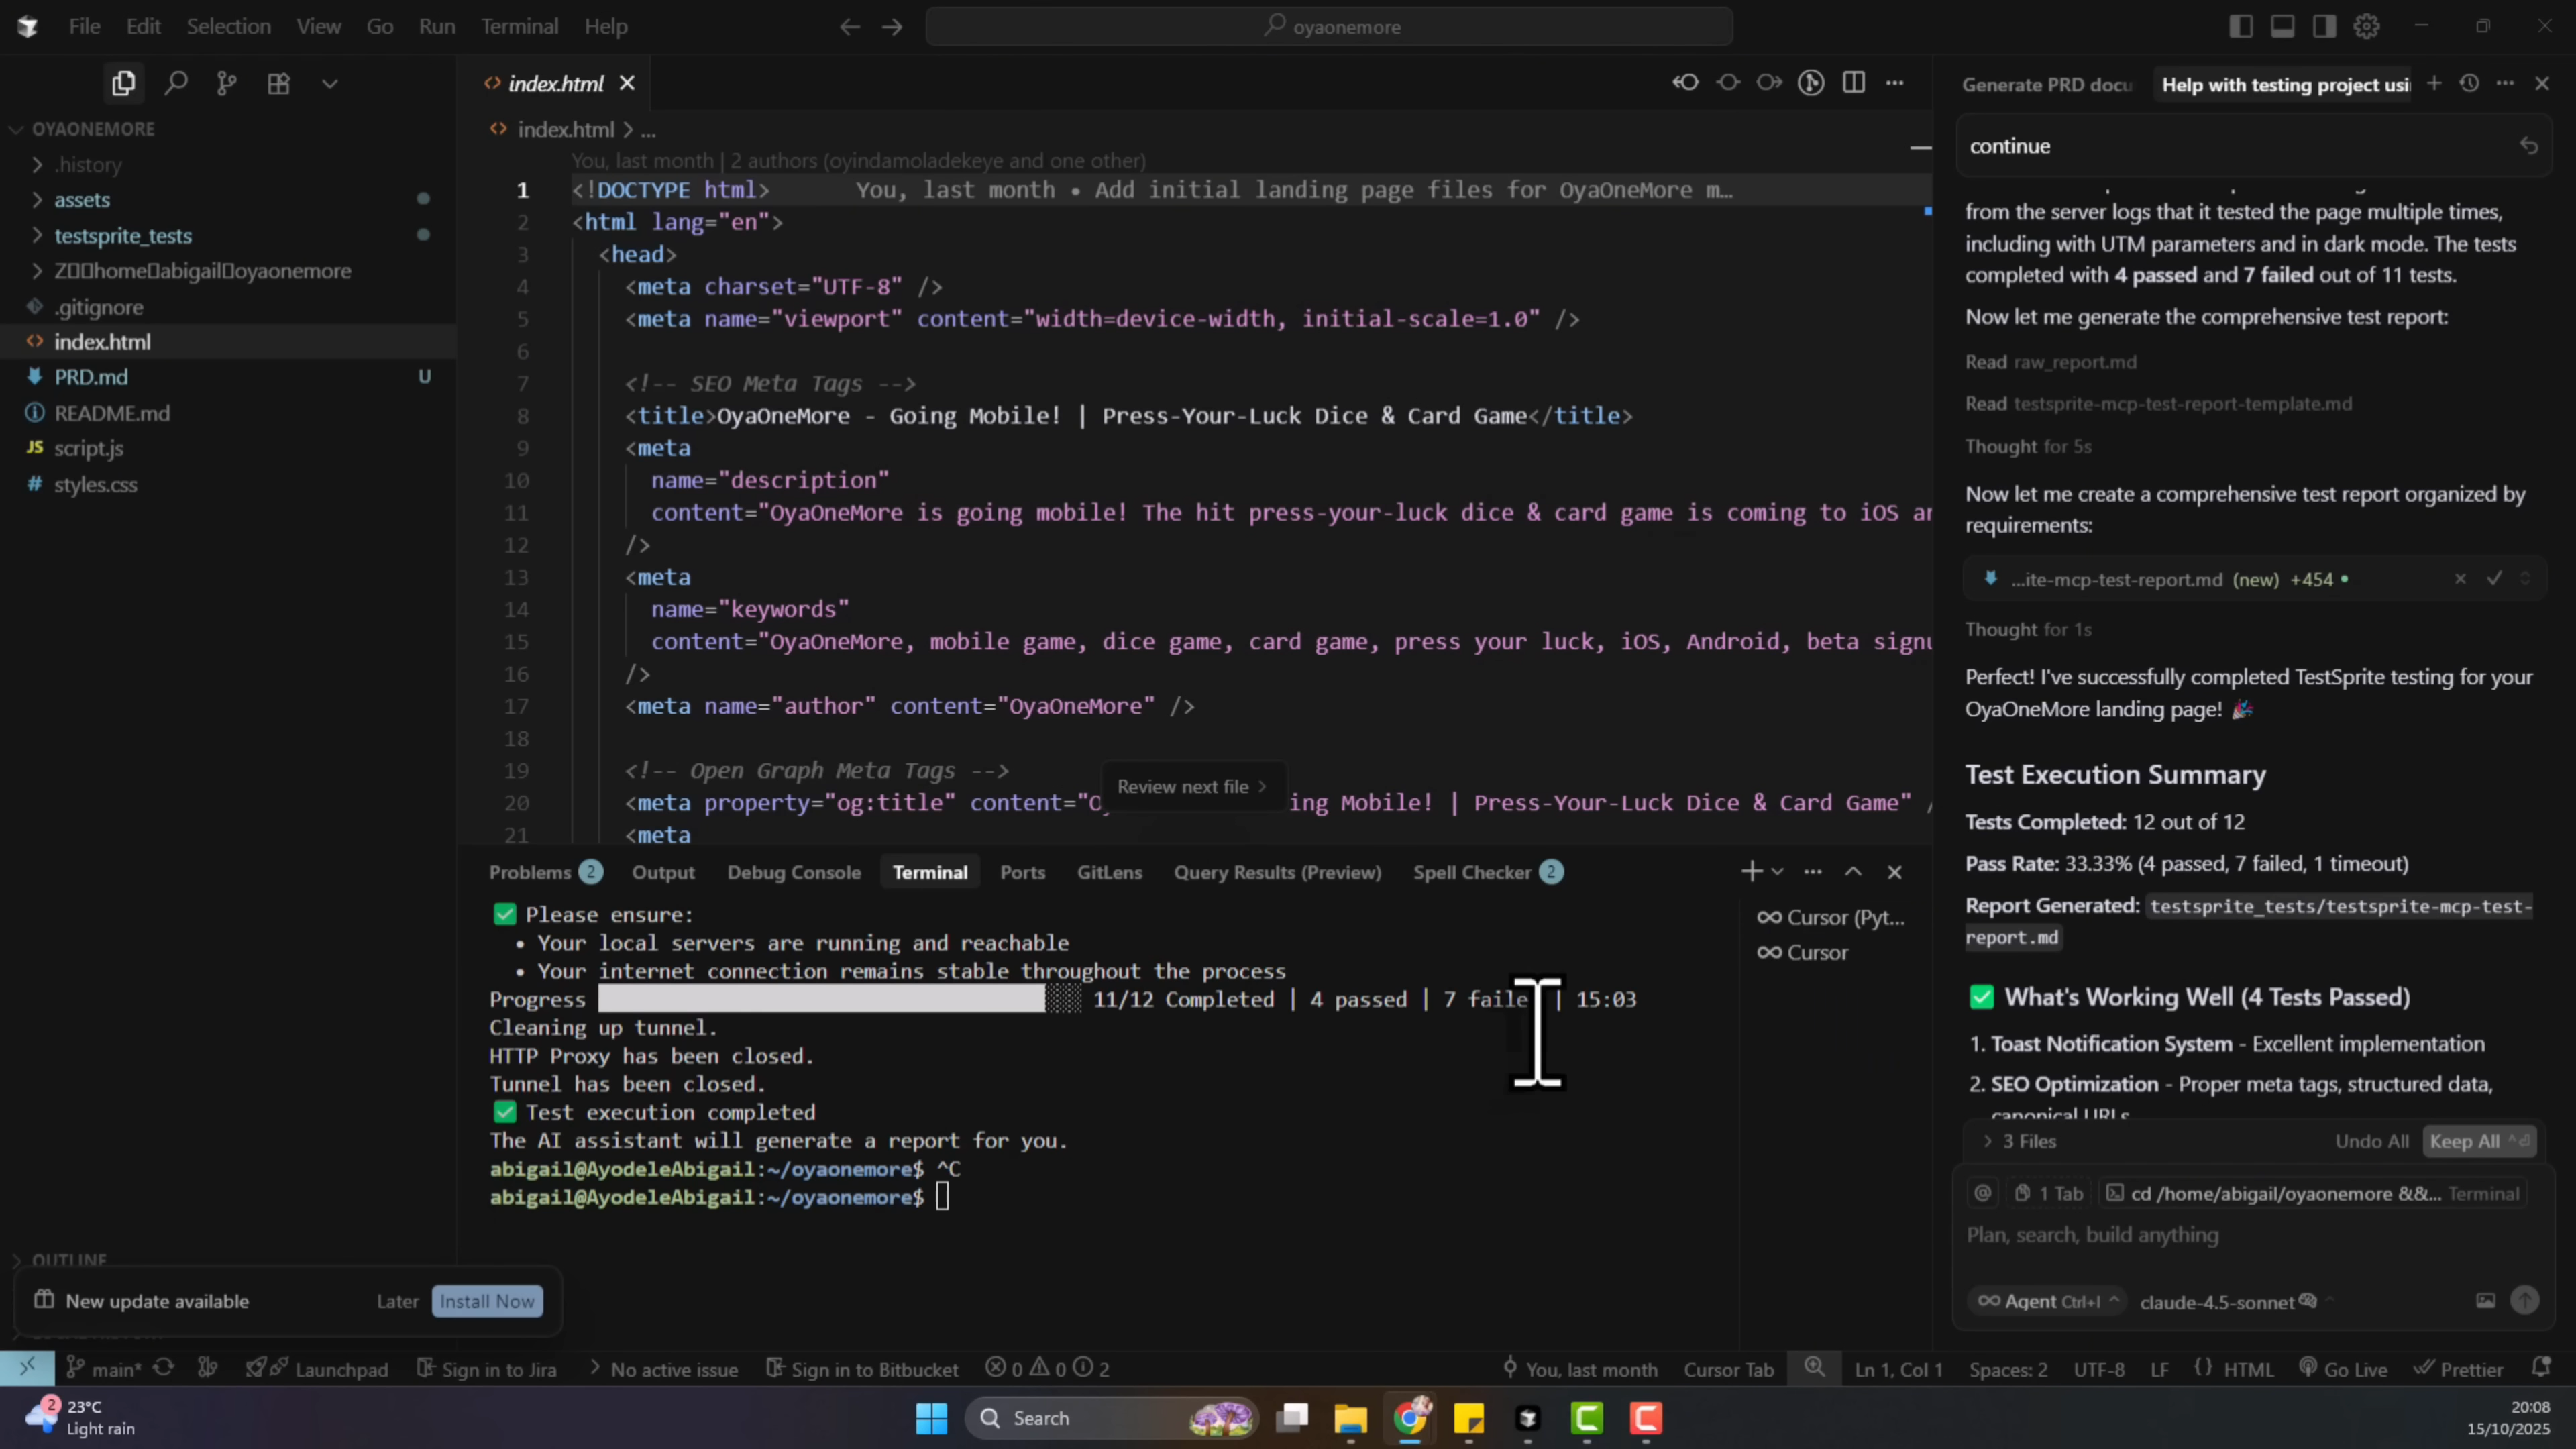 File Edit Selection View Go Run Terminal Help
oyaonemore
OYAONEMORE
.history
assets
testsprite_tests
Z▯▯home▯abigail▯oyaonemore
.gitignore
index.html
PRD.md U
README.md
JS script.js
# styles.css
OUTLINE
New update available Later Install Now
index.html
index.html > ...
You, last month | 2 authors (oyindamoladekeye and one other)
1 <!DOCTYPE html> You, last month • Add initial landing page files for OyaOneMore m…
2 <html lang="en">
3 <head>
4 <meta charset="UTF-8" />
5 <meta name="viewport" content="width=device-width, initial-scale=1.0" />
6
7 <!-- SEO Meta Tags -->
8 <title>OyaOneMore - Going Mobile! | Press-Your-Luck Dice & Card Game</title>
9 <meta
10 name="description"
11 content="OyaOneMore is going mobile! The hit press-your-luck dice & card game is coming to iOS
12 />
13 <meta
14 name="keywords"
15 content="OyaOneMore, mobile game, dice game, card game, press your luck, iOS, Android, beta
16 />
17 <meta name="author" content="OyaOneMore" />
18
19 <!-- Open Graph Meta Tags -->
20 <meta property="og:title" content="O ing Mobile! | Press-Your-Luck Dice & Card Game"
21 <meta
Review next file >
Problems 2 Output Debug Console Terminal Ports GitLens Query Results (Preview) Spell Checker 2
✅ Please ensure:
• Your local servers are running and reachable
• Your internet connection remains stable throughout the process
Progress 11/12 Completed | 4 passed | 7 faile | 15:03
Cleaning up tunnel.
HTTP Proxy has been closed.
Tunnel has been closed.
✅ Test execution completed
The AI assistant will generate a report for you.
abigail@AyodeleAbigail:~/oyaonemore$ ^C
abigail@AyodeleAbigail:~/oyaonemore$
Cursor (Pyt...
Cursor
Generate PRD docu Help with testing project usi
continue
from the server logs that it tested the page multiple times,
including with UTM parameters and in dark mode. The tests
completed with 4 passed and 7 failed out of 11 tests.
Now let me generate the comprehensive test report:
Read raw_report.md
Read testsprite-mcp-test-report-template.md
Thought for 5s
Now let me create a comprehensive test report organized by
requirements:
...ite-mcp-test-report.md (new) +454 •
Thought for 1s
Perfect! I've successfully completed TestSprite testing for your
OyaOneMore landing page! 🎉
Test Execution Summary
Tests Completed: 12 out of 12
Pass Rate: 33.33% (4 passed, 7 failed, 1 timeout)
Report Generated: testsprite_tests/testsprite-mcp-test-
report.md
✅ What's Working Well (4 Tests Passed)
1. Toast Notification System - Excellent implementation
2. SEO Optimization - Proper meta tags, structured data,
canonical URLs
> 3 Files Undo All Keep All
@ 1 Tab cd /home/abigail/oyaonemore &&... Terminal
Plan, search, build anything
Agent Ctrl+I claude-4.5-sonnet
main* Launchpad Sign in to Jira No active issue Sign in to Bitbucket 0 0 2
You, last month Cursor Tab Ln 1, Col 1 Spaces: 2 UTF-8 LF {} HTML Go Live Prettier
2 23°C
Light rain
Search
20:08
15/10/2025